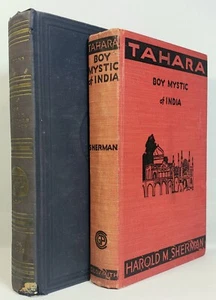 TAHARA
BOY MYSTIC
of INDIA
SHERMAN
TAHARA
BOY MYSTIC
of INDIA
HAROLD M. SHERMAN